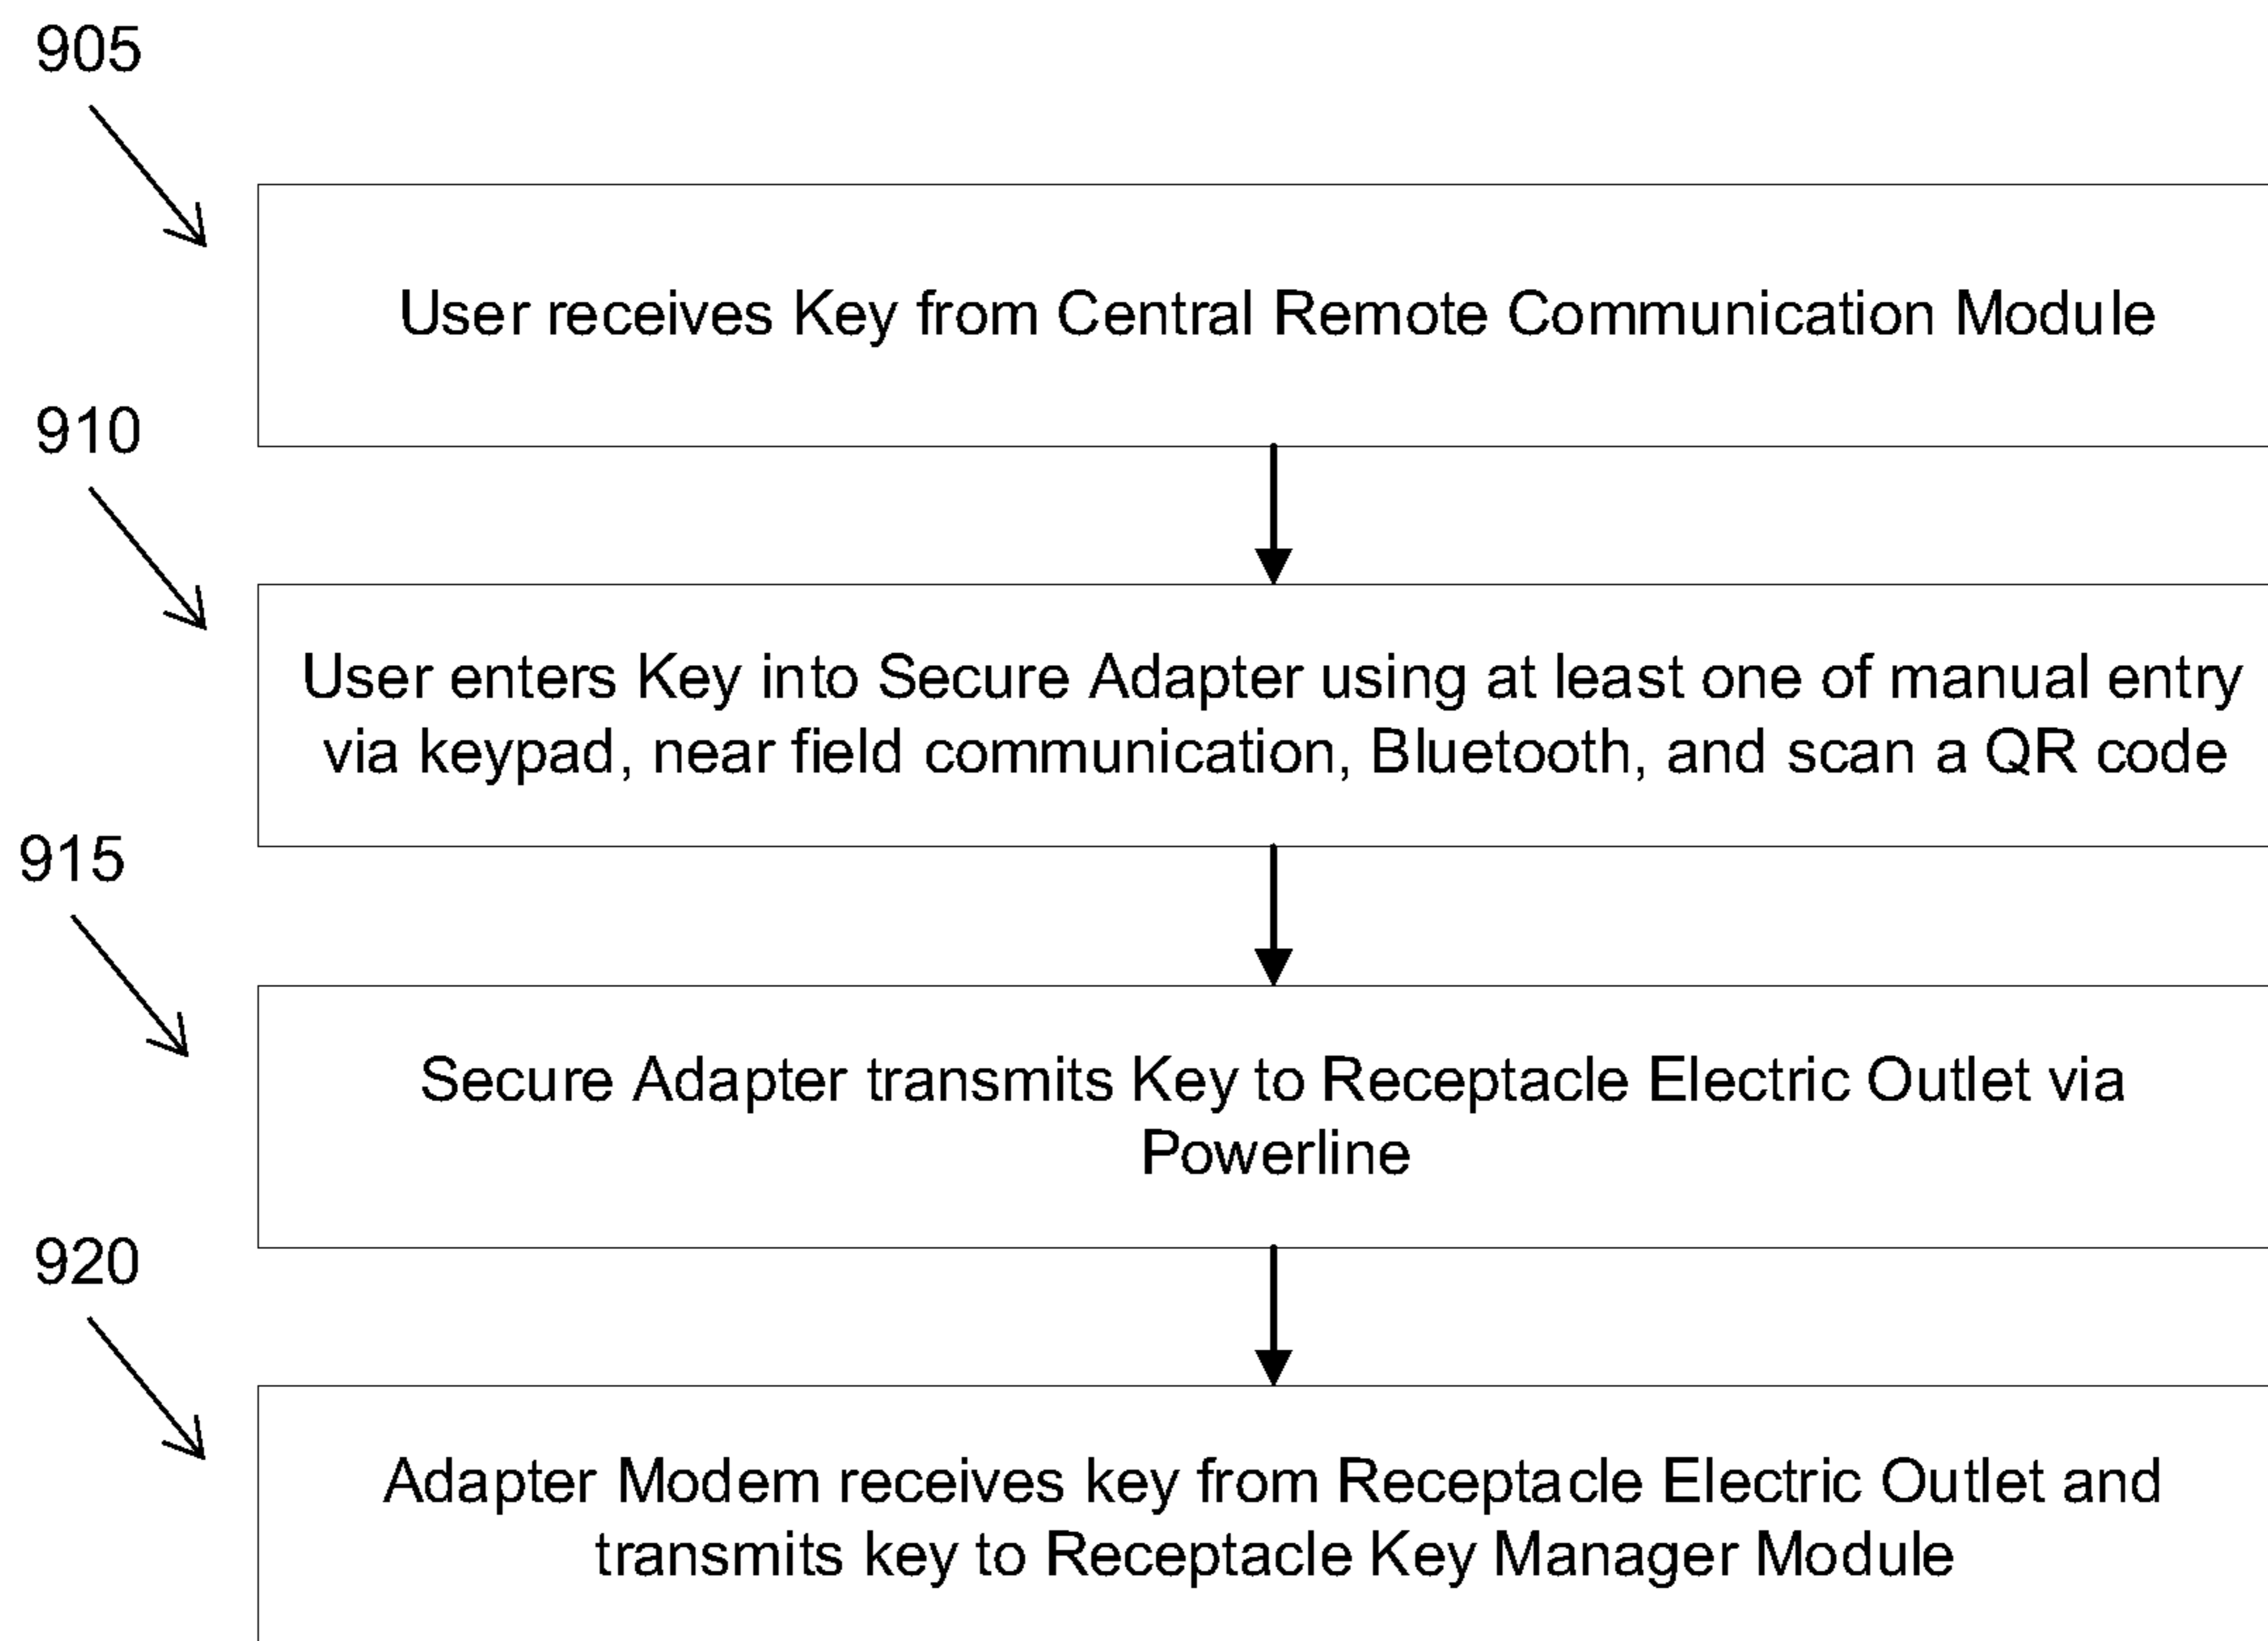 905
User receives Key from Central Remote Communication Module
910
User enters Key into Secure Adapter using at least one of manual entry
via keypad, near field communication, Bluetooth, and scan a QR code
915
Secure Adapter transmits Key to Receptacle Electric Outlet via
Powerline
920
Adapter Modem receives key from Receptacle Electric Outlet and
transmits key to Receptacle Key Manager Module